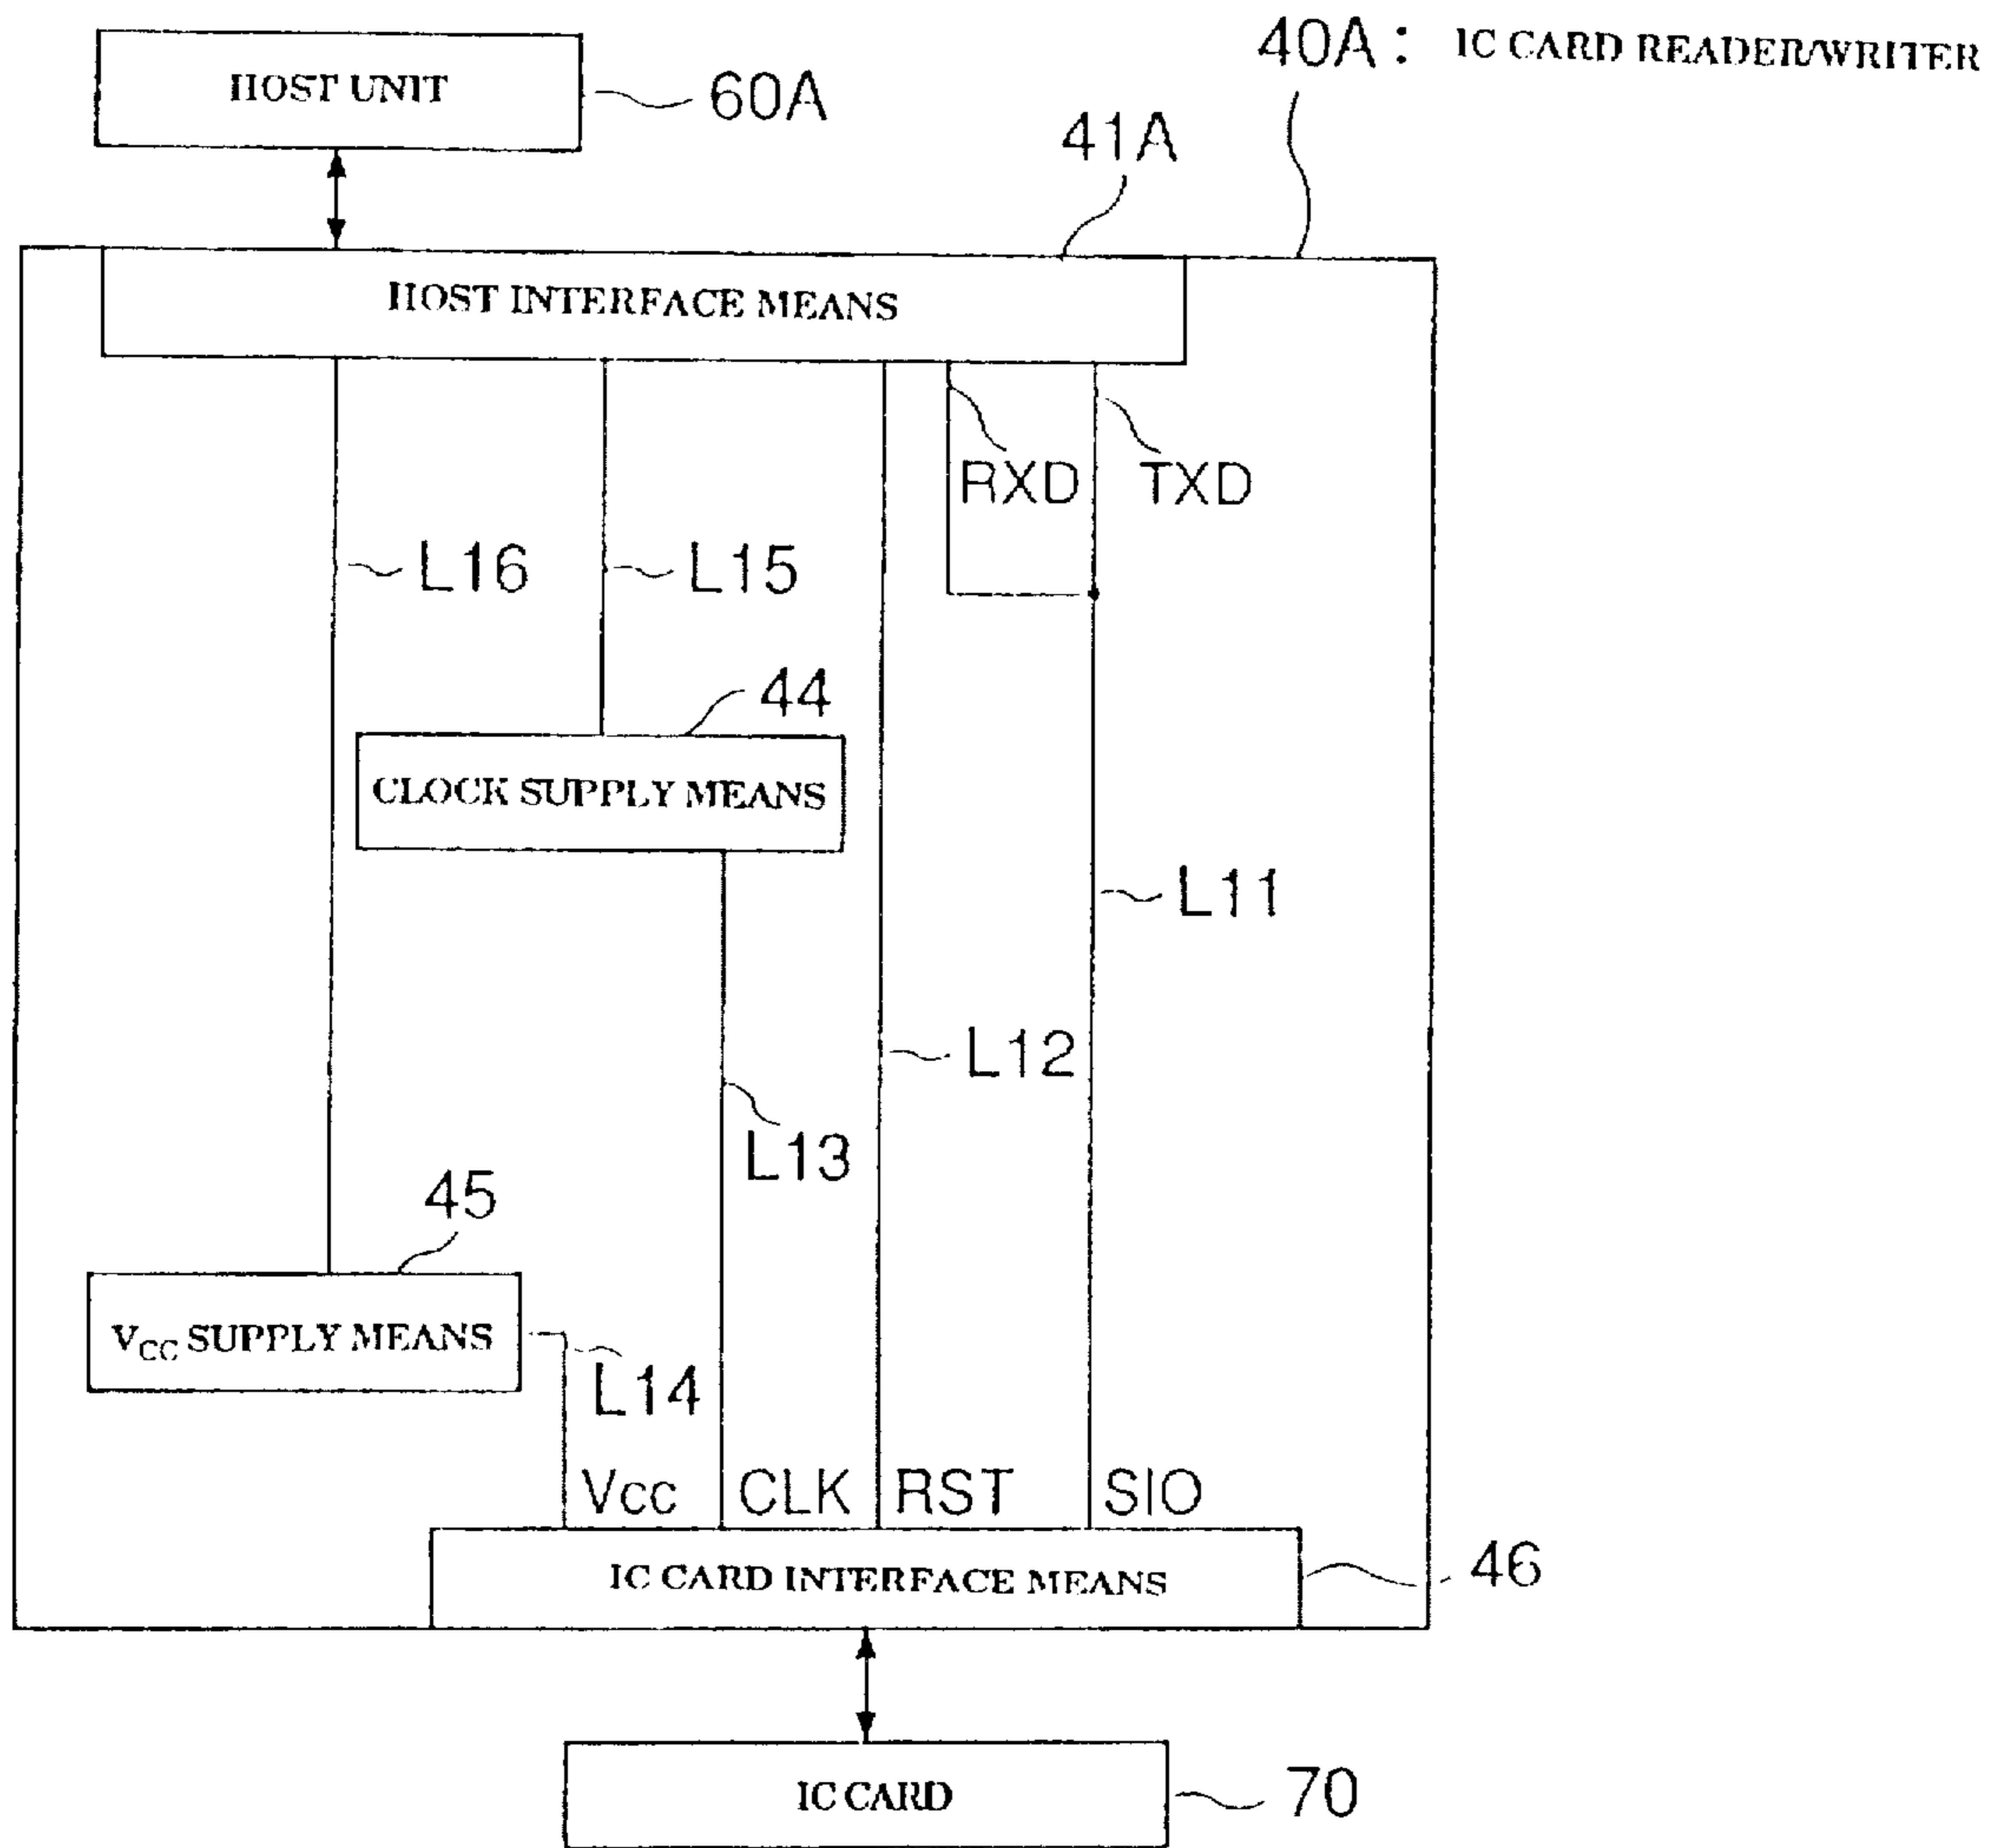 40A : IC CARD READER/WRITER
HOST UNIT
60A
41A
HOST INTERFACE MEANS
RXD
TXD
L16
L15
44
CLOCK SUPPLY MEANS
L11
L12
L13
45
VCC SUPPLY MEANS
L14
VCC
CLK
RST
SIO
IC CARD INTERFACE MEANS
46
IC CARD
70